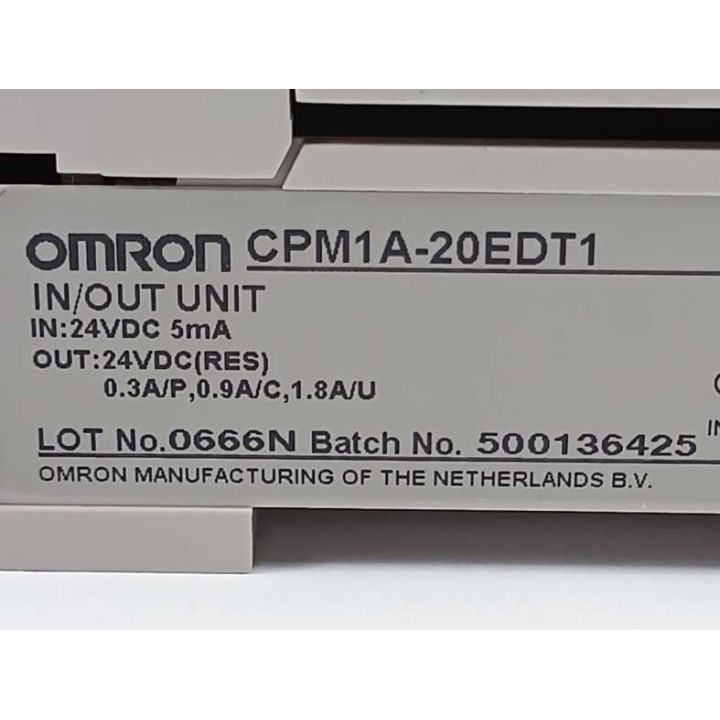 OMRON CPM1A-20EDT1
IN/OUT UNIT
IN:24VDC 5mA
OUT:24VDC(RES)
0.3A/P,0.9A/C,1.8A/U
LOT No.0666N Batch No. 500136425
OMRON MANUFACTURING OF THE NETHERLANDS B.V.